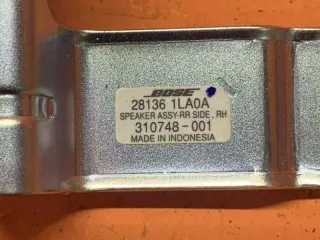 BOSE
28136 1LA0A
SPEAKER ASSY-RR SIDE, RH
310748-001
MADE IN INDONESIA